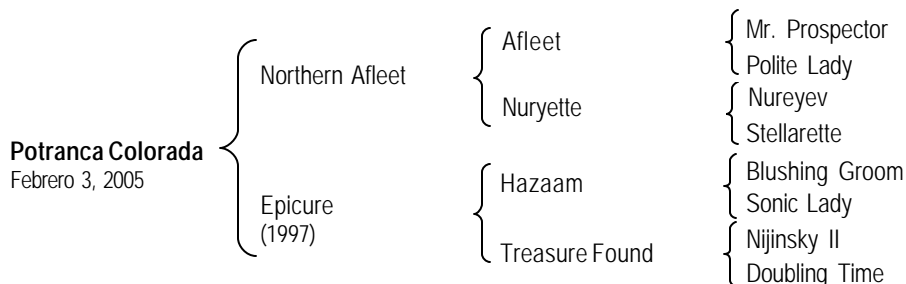 Potranca Colorada
Febrero 3, 2005
Northern Afleet
Epicure
(1997)
Afleet
Nuryette
Hazaam
Treasure Found
Mr. Prospector
Polite Lady
Nureyev
Stellarette
Blushing Groom
Sonic Lady
Nijinsky II
Doubling Time